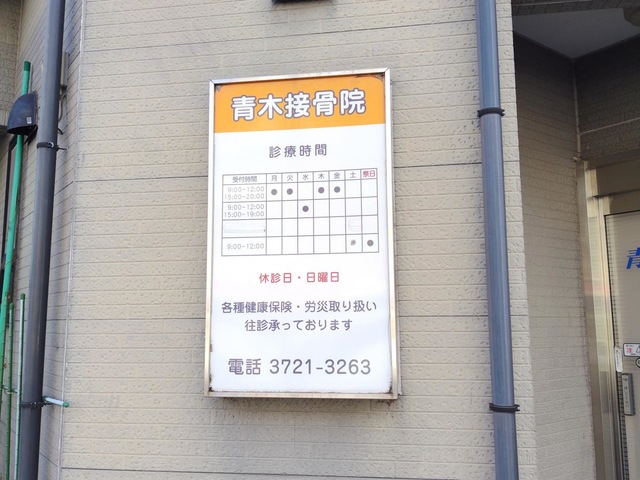 青木接骨院
診療時間
受付時間 月 火 水 木 金 土 祭日
9:00-12:00 ● ● ● ●
15:00-20:00
9:00-12:00 ●
15:00-19:00
9:00-12:00 ●
休診日・日曜日
各種健康保険・労災取り扱い
往診承っております
電話 3721-3263
青